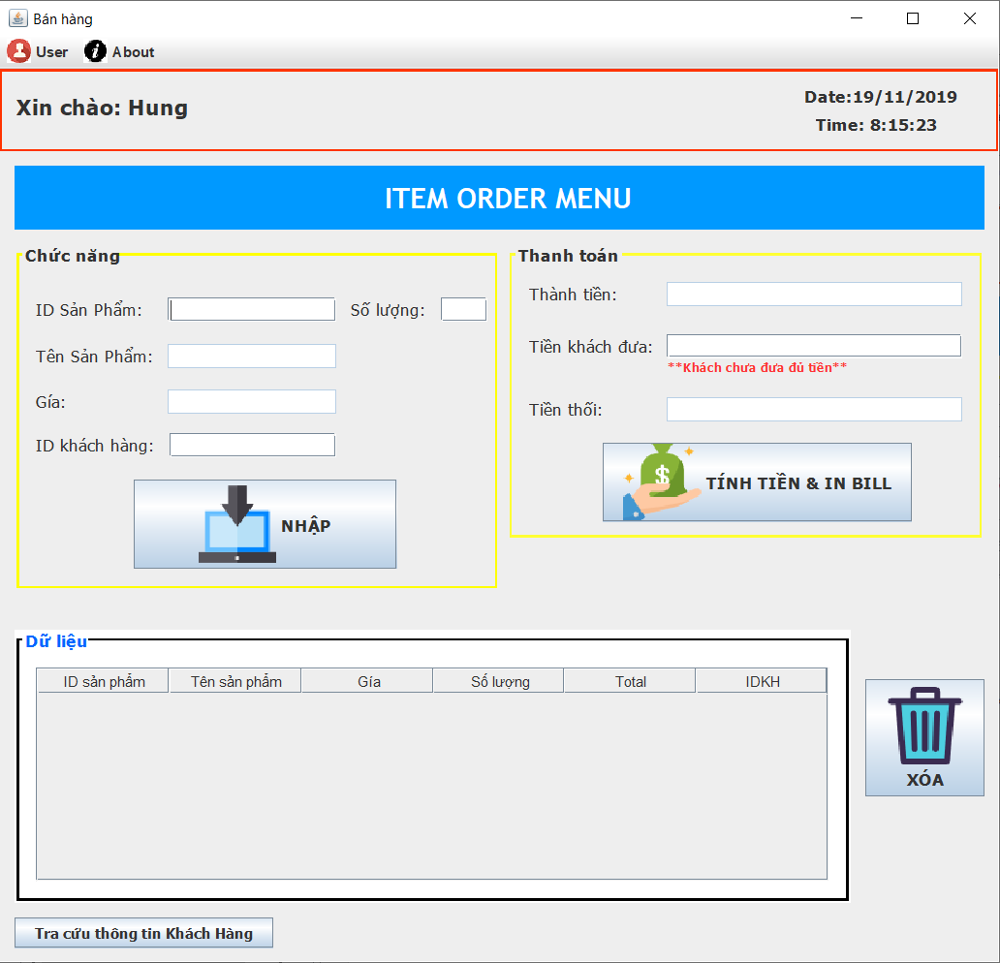 Bán hàng
User
About
Xin chào: Hung
Date:19/11/2019
Time: 8:15:23
ITEM ORDER MENU
Chức năng
ID Sản Phẩm:
Số lượng:
Tên Sản Phẩm:
Gía:
ID khách hàng:
NHẬP
Thanh toán
Thành tiền:
Tiền khách đưa:
**Khách chưa đưa đủ tiền**
Tiền thối:
$
TÍNH TIỀN & IN BILL
Dữ liệu
ID sản phẩm
Tên sản phẩm
Gía
Số lượng
Total
IDKH
XÓA
Tra cứu thông tin Khách Hàng